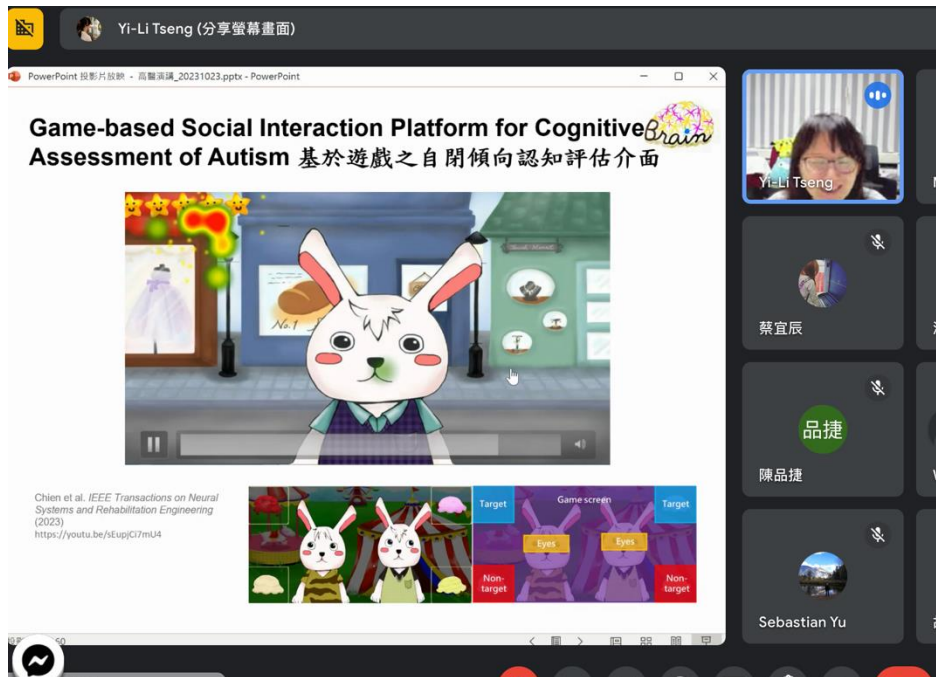 Yi-Li Tseng (分享螢幕畫面)
PowerPoint 投影片放映 - 高醫演講_20231023.pptx - PowerPoint
Game-based Social Interaction Platform for Cognitive
Assessment of Autism 基於遊戲之自閉傾向認知評估介面
Brain
No.1
Chien et al. IEEE Transactions on Neural
Systems and Rehabilitation Engineering
(2023)
https://youtu.be/sEupjCi7mU4
Target
Game screen
Target
Eyes
Eyes
Non-
target
Non-
target
Yi-Li Tseng
蔡宜辰
品捷
陳品捷
Sebastian Yu